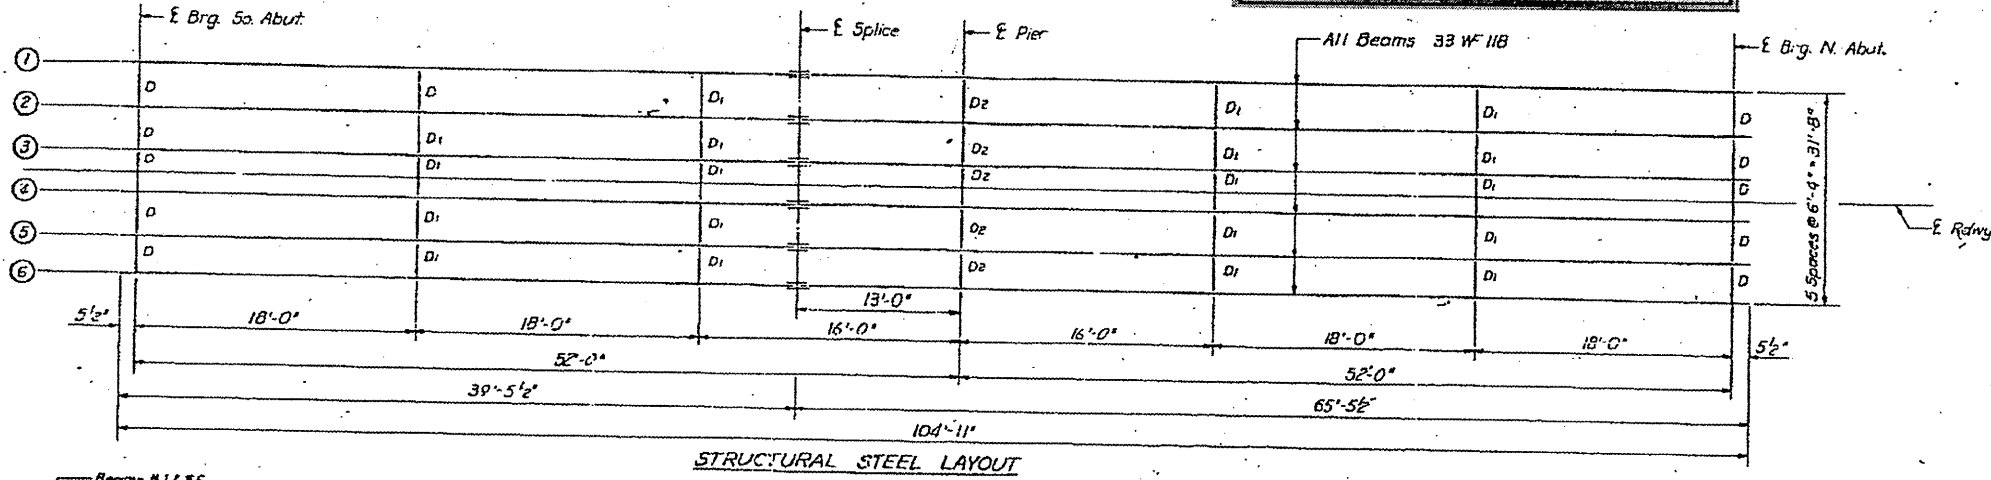 ℄ Brg. So. Abut.
℄ Splice
℄ Pier
All Beams 33 WF 118
℄ Brg. N. Abut.
1
D
D
D1
D2
D1
D1
D
2
D
D1
D1
D2
D1
D1
D
3
D
D1
D1
D2
D1
D1
D
4
D
D1
D1
D2
D1
D1
D
5
D
D1
D1
D2
D1
D1
D
6
5 Spaces @ 6'-4" = 31'-8"
℄ Rdwy
13'-0"
5½"
18'-0"
18'-0"
16'-0"
16'-0"
18'-0"
18'-0"
5½"
52'-0"
52'-0"
39'-5½"
65'-5½"
104'-11"
STRUCTURAL STEEL LAYOUT